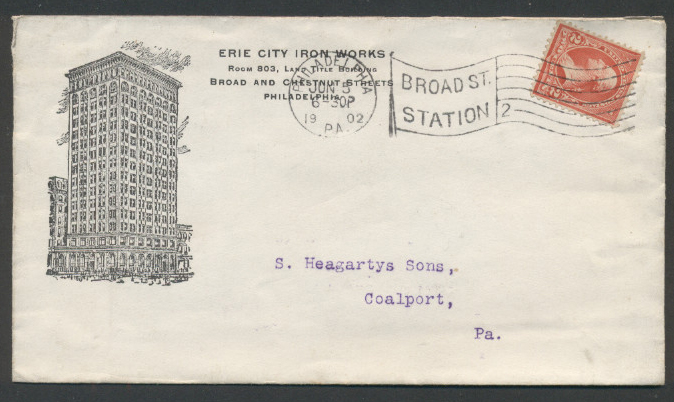 ERIE CITY IRON WORKS
ROOM 803, LAND TITLE BUILDING
BROAD AND CHESTNUT STREETS
PHILADELPHIA
PHILADELPHIA
JUN 5
6-30P
19 02
PA.
BROAD ST.
STATION 2
S. Heagartys Sons,
Coalport,
Pa.